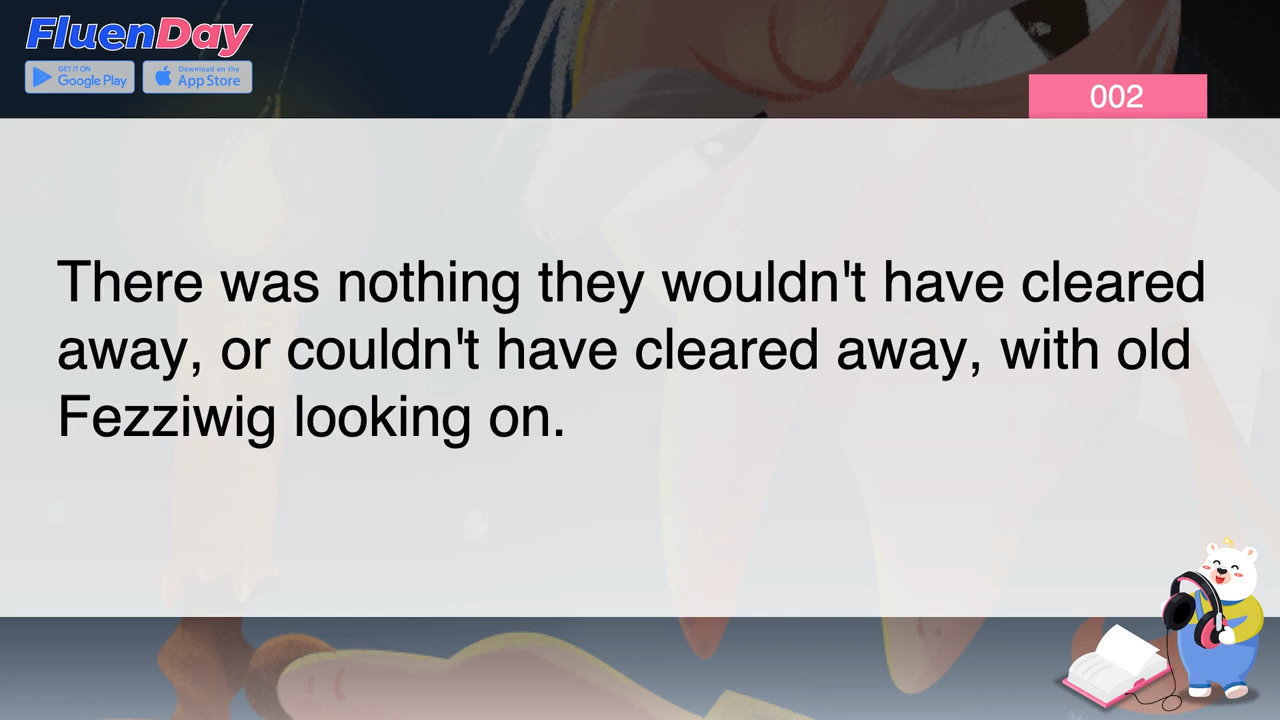 FluenDay
GET IT ON
Google Play
Download on the
App Store
002
There was nothing they wouldn't have cleared
away, or couldn't have cleared away, with old
Fezziwig looking on.